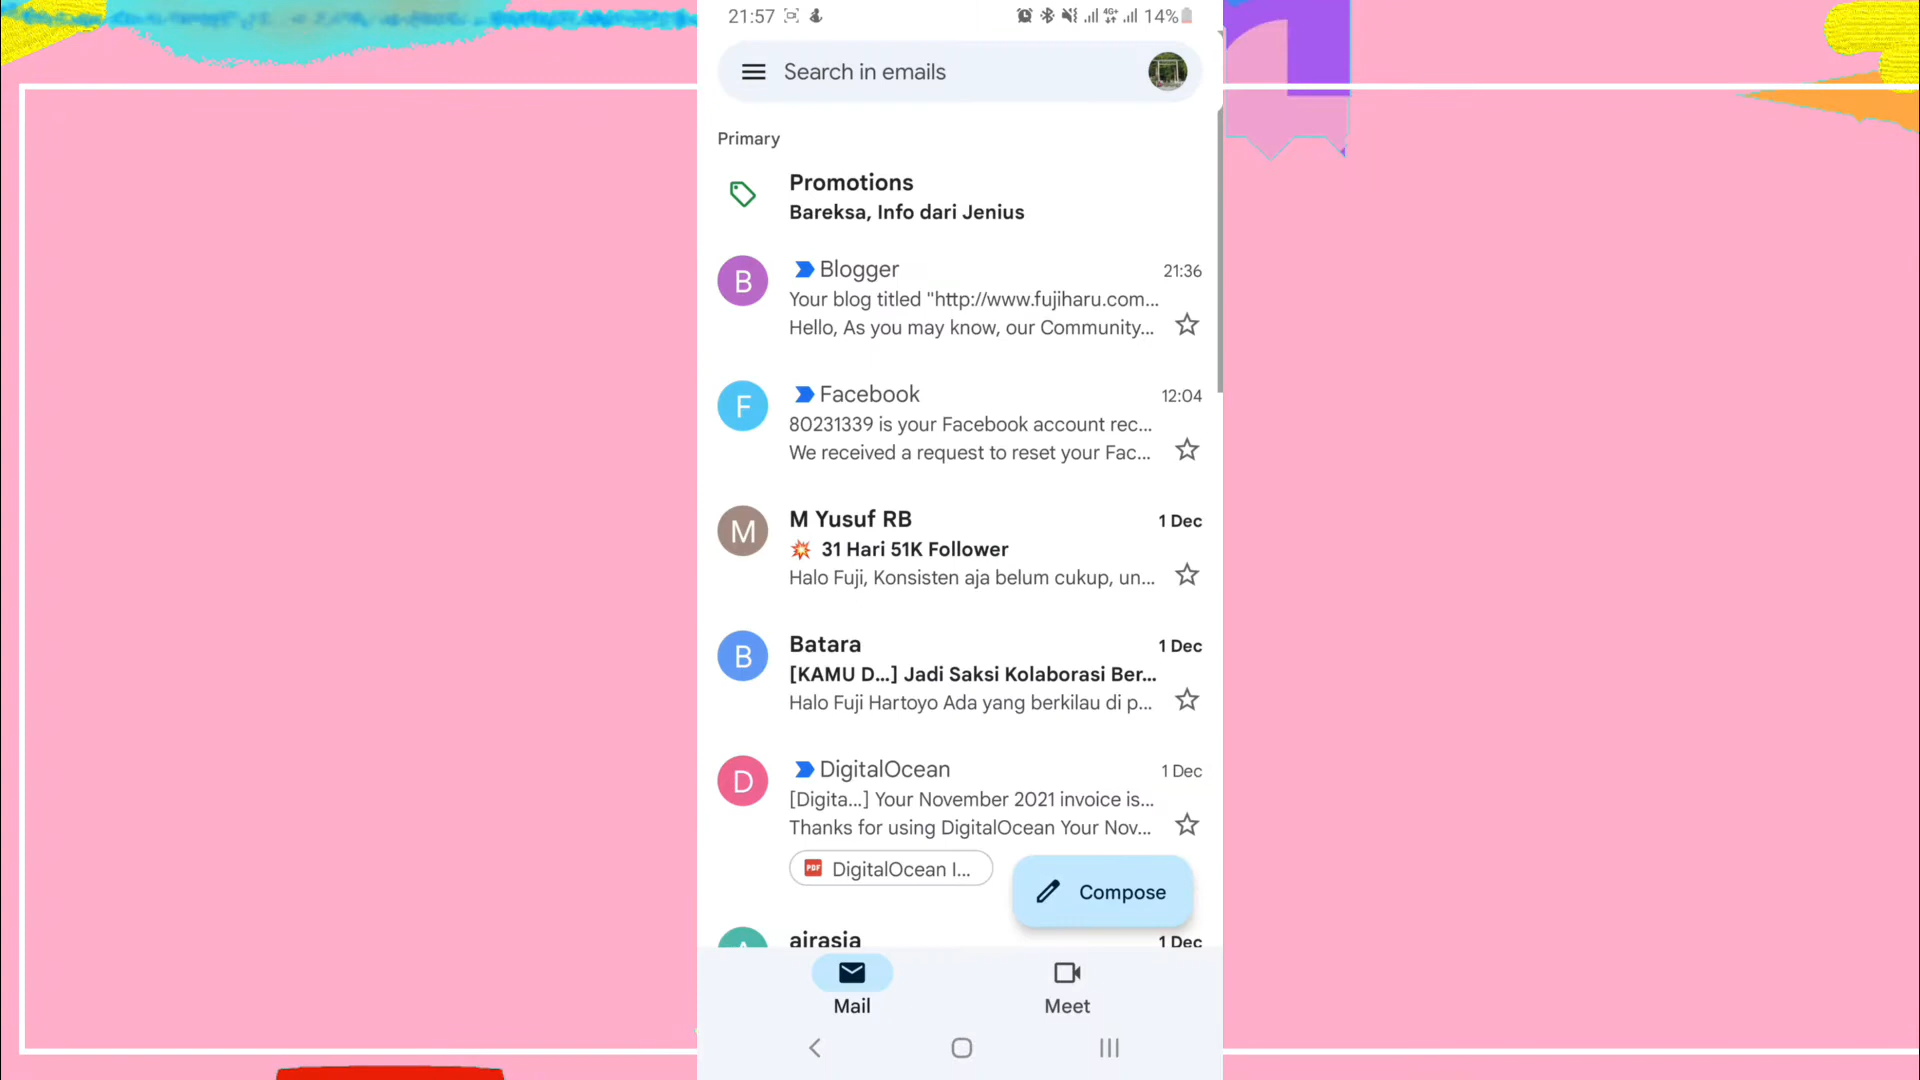 21:57 4G+ 14%
Search in emails
Primary
Promotions
Bareksa, Info dari Jenius
B Blogger 21:36
Your blog titled "http://www.fujiharu.com...
Hello, As you may know, our Community...
F Facebook 12:04
80231339 is your Facebook account rec...
We received a request to reset your Fac...
M M Yusuf RB 1 Dec
💥 31 Hari 51K Follower
Halo Fuji, Konsisten aja belum cukup, un...
B Batara 1 Dec
[KAMU D...] Jadi Saksi Kolaborasi Ber...
Halo Fuji Hartoyo Ada yang berkilau di p...
D DigitalOcean 1 Dec
[Digita...] Your November 2021 invoice is...
Thanks for using DigitalOcean Your Nov...
PDF DigitalOcean I...
Compose
airasia 1 Dec
Mail Meet